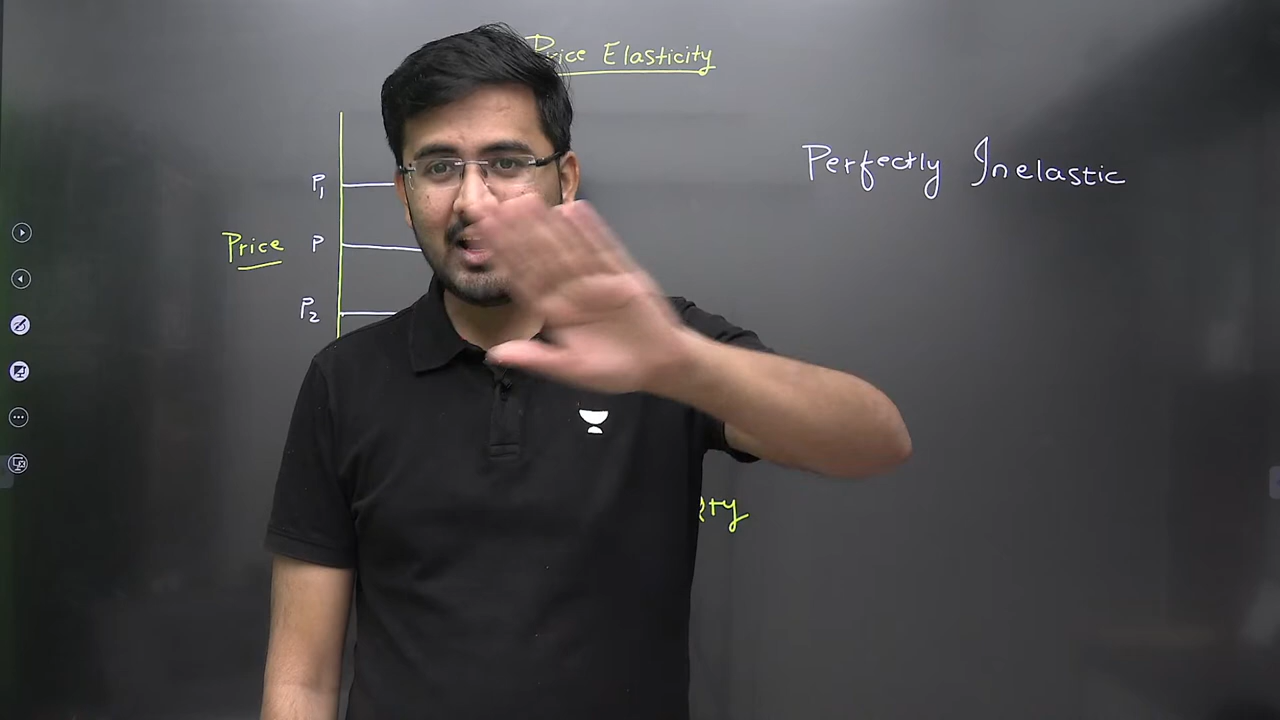 Price Elasticity
Perfectly Inelastic
P1
Price P
P2